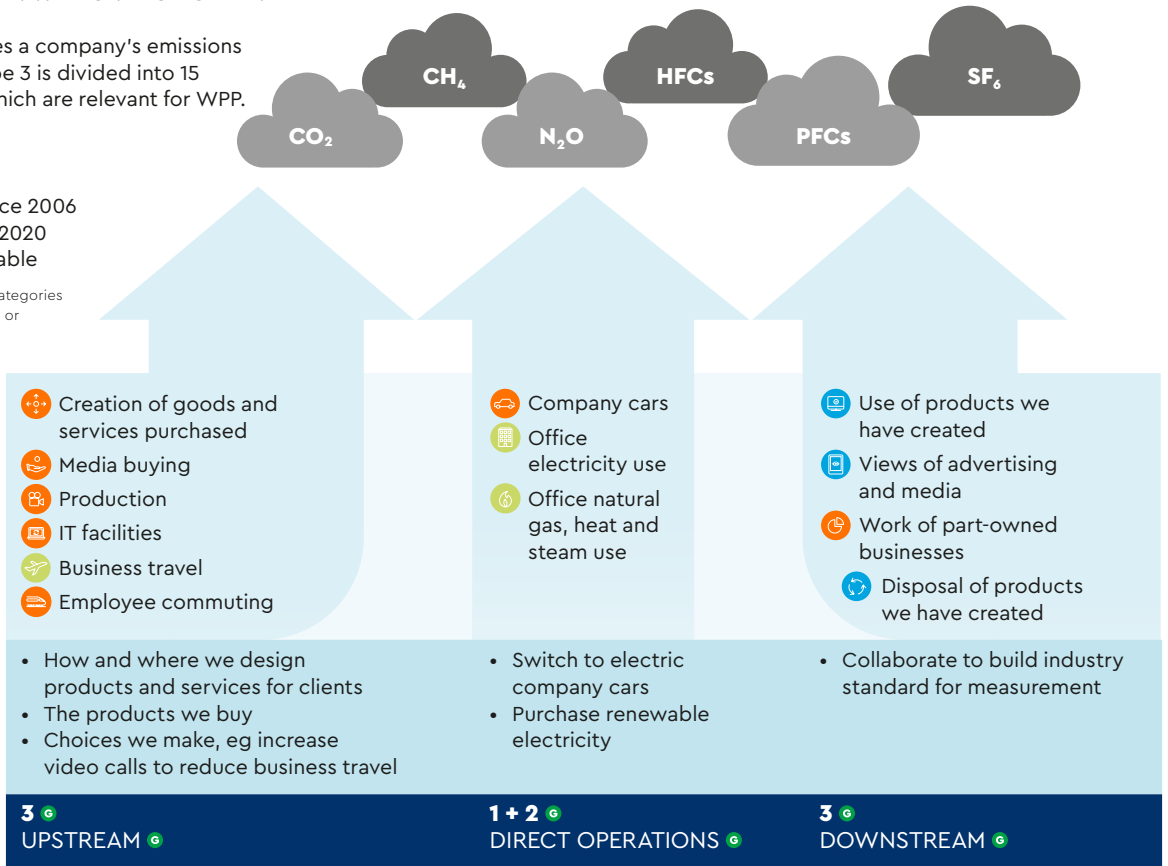 es a company's emissions
e 3 is divided into 15
hich are relevant for WPP.
CH₄
HFCs
SF₆
CO₂
N₂O
PFCs
ce 2006
2020
able
ategories
or
Creation of goods and
services purchased
Media buying
Production
IT facilities
Business travel
Employee commuting
Company cars
Office
electricity use
Office natural
gas, heat and
steam use
Use of products we
have created
Views of advertising
and media
Work of part-owned
businesses
Disposal of products
we have created
• How and where we design
products and services for clients
• The products we buy
• Choices we make, eg increase
video calls to reduce business travel
• Switch to electric
company cars
• Purchase renewable
electricity
• Collaborate to build industry
standard for measurement
3 G
UPSTREAM G
1 + 2 G
DIRECT OPERATIONS G
3 G
DOWNSTREAM G